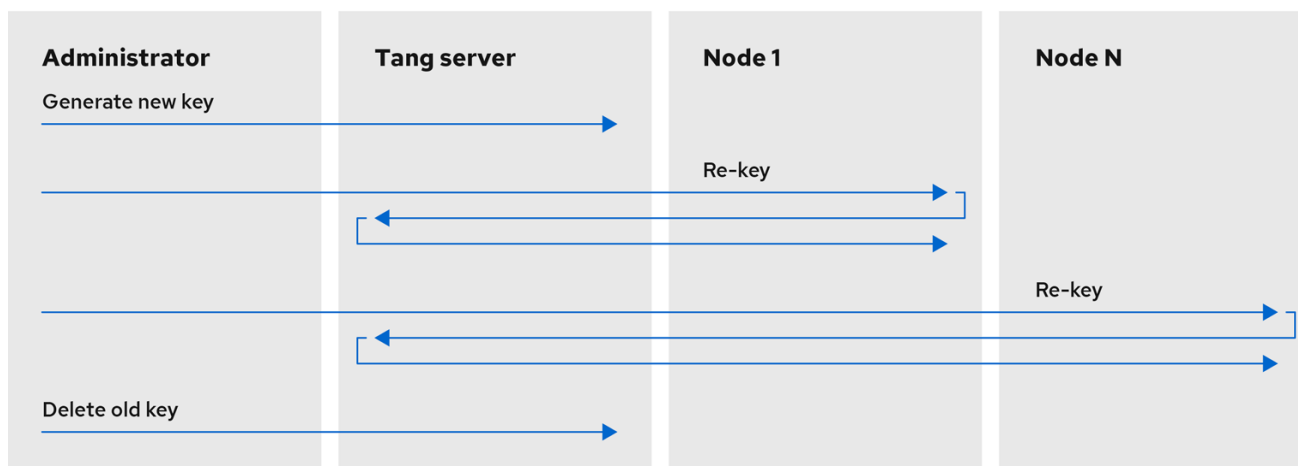 Administrator
Tang server
Node 1
Node N
Generate new key
Re-key
Re-key
Delete old key